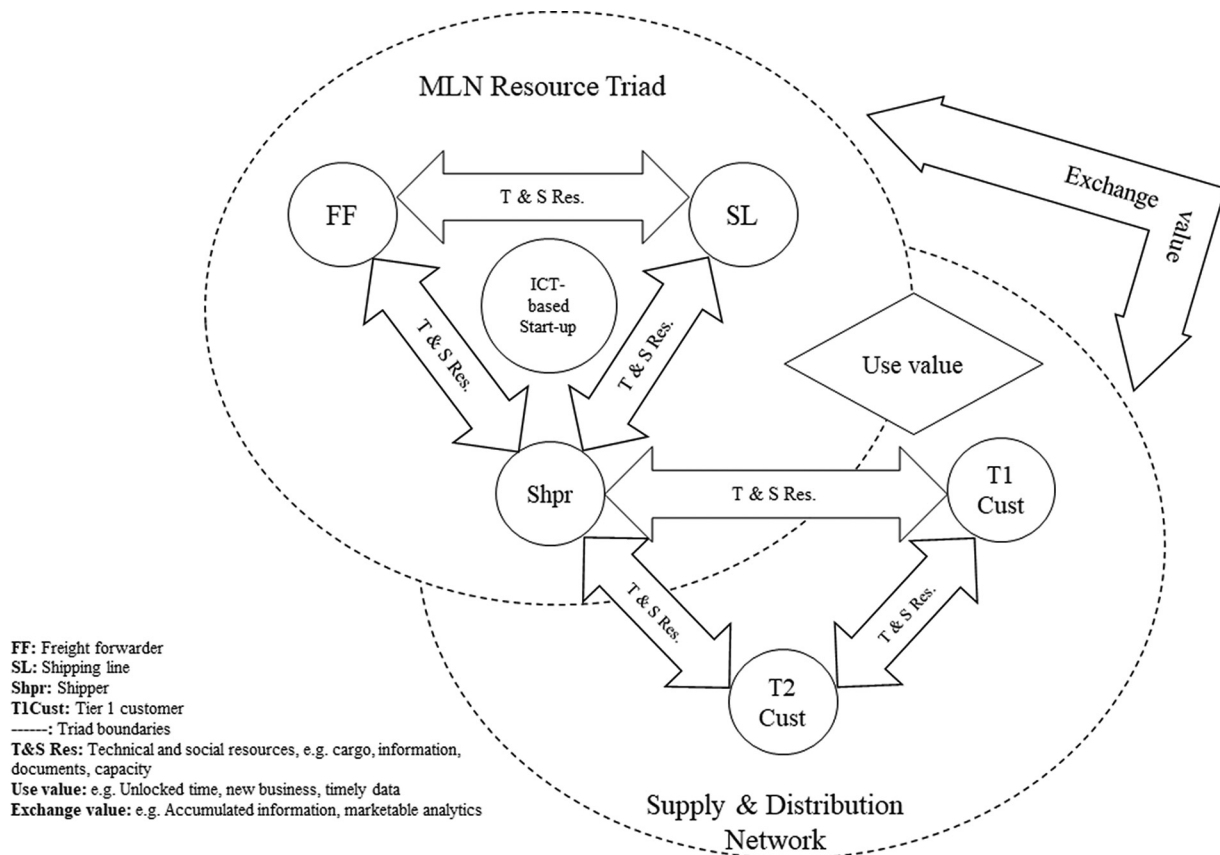 MLN Resource Triad
FF
T & S Res.
SL
ICT-
based
Start-up
T & S Res.
T & S Res.
Exchange
value
Use value
Shpr
T & S Res.
T1
Cust
T & S Res.
T & S Res.
T2
Cust
Supply & Distribution
Network
FF: Freight forwarder
SL: Shipping line
Shpr: Shipper
T1Cust: Tier 1 customer
------: Triad boundaries
T&S Res: Technical and social resources, e.g. cargo, information,
documents, capacity
Use value: e.g. Unlocked time, new business, timely data
Exchange value: e.g. Accumulated information, marketable analytics